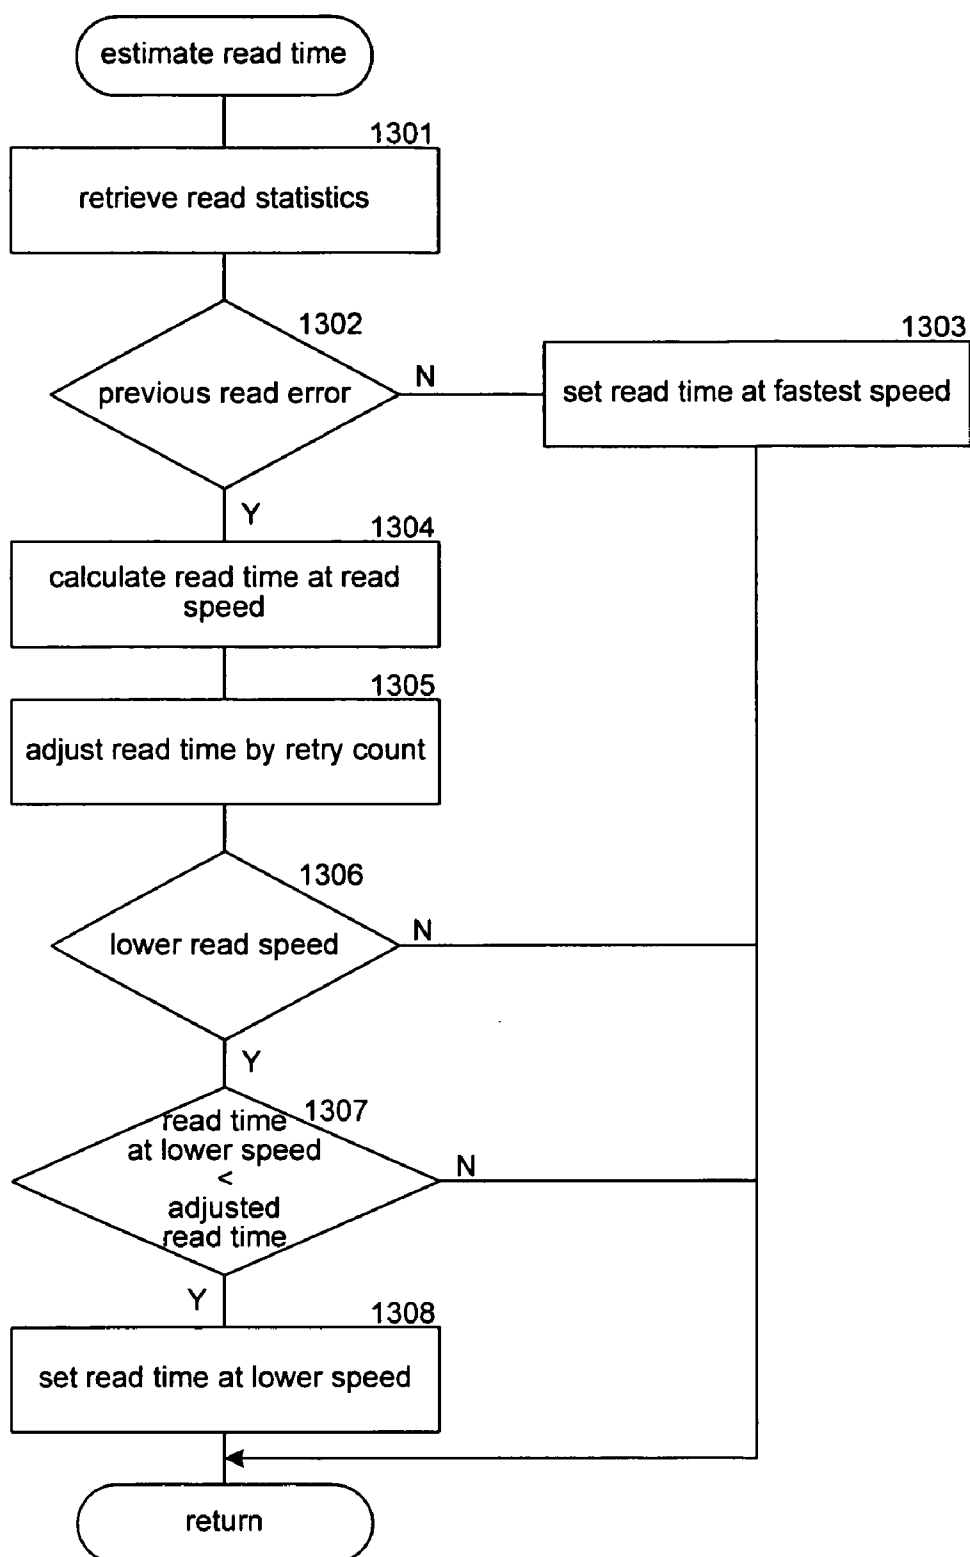 estimate read time
1301
retrieve read statistics
1302
previous read error
N
1303
set read time at fastest speed
Y
1304
calculate read time at read
speed
1305
adjust read time by retry count
1306
lower read speed
N
Y
1307
read time
at lower speed
<
adjusted
read time
N
Y
1308
set read time at lower speed
return